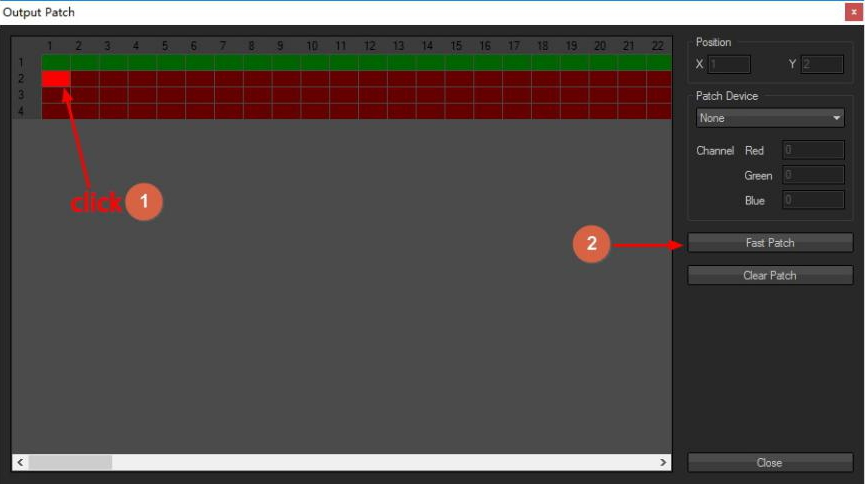 Output Patch
x
1 2 3 4 5 6 7 8 9 10 11 12 13 14 15 16 17 18 19 20 21 22
1
2
3
4
click 1
2
Position
X 1 Y 2
Patch Device
None
Channel Red 0
Green 0
Blue 0
Fast Patch
Clear Patch
Close